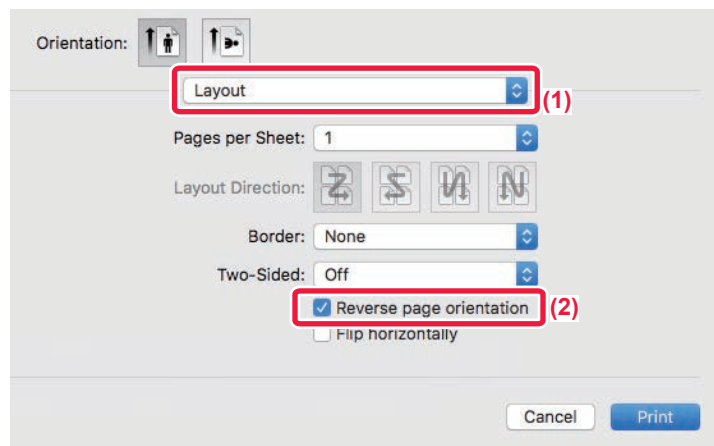 Orientation:
Layout
(1)
Pages per Sheet: 1
Layout Direction:
Border: None
Two-Sided: Off
Reverse page orientation
(2)
Flip horizontally
Cancel Print